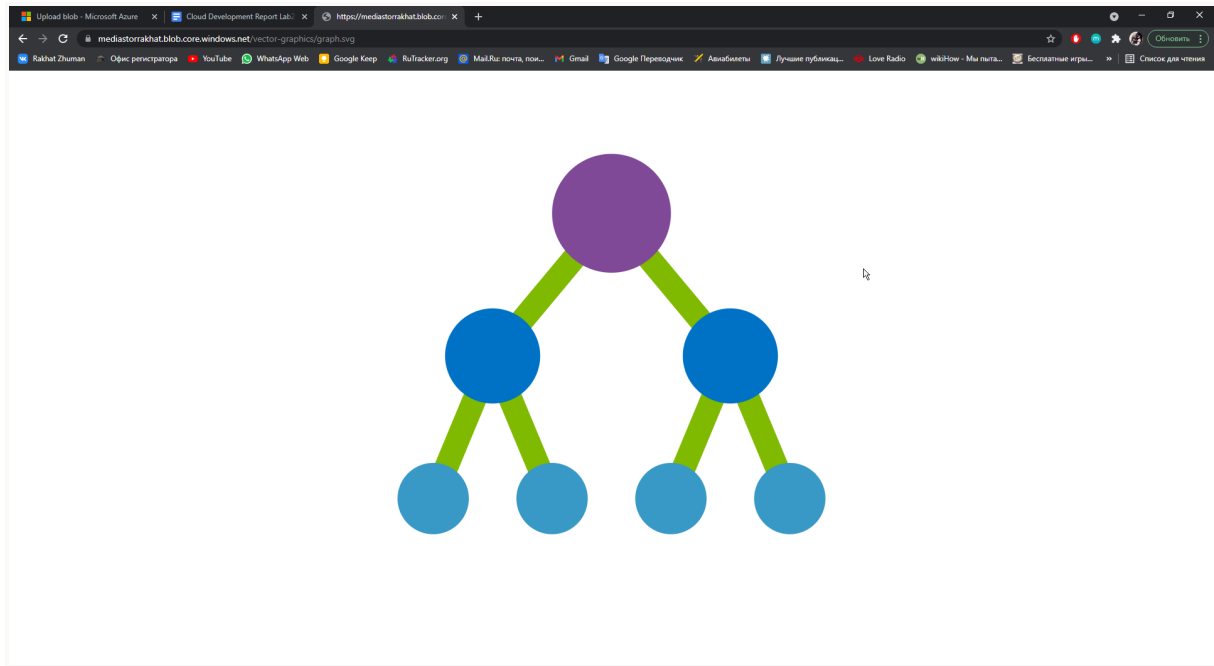 Upload blob - Microsoft Azure Cloud Development Report Lab2 https://mediastorrakhat.blob.con
mediastorrakhat.blob.core.windows.net/vector-graphics/graph.svg Обновить
Rakhat Zhuman Офис регистратора YouTube WhatsApp Web Google Keep RuTracker.org Mail.Ru: почта, пои... Gmail Google Переводчик Авиабилеты Лучшие публикац... Love Radio wikiHow - Мы пыта... Бесплатные игры... » Список для чтения